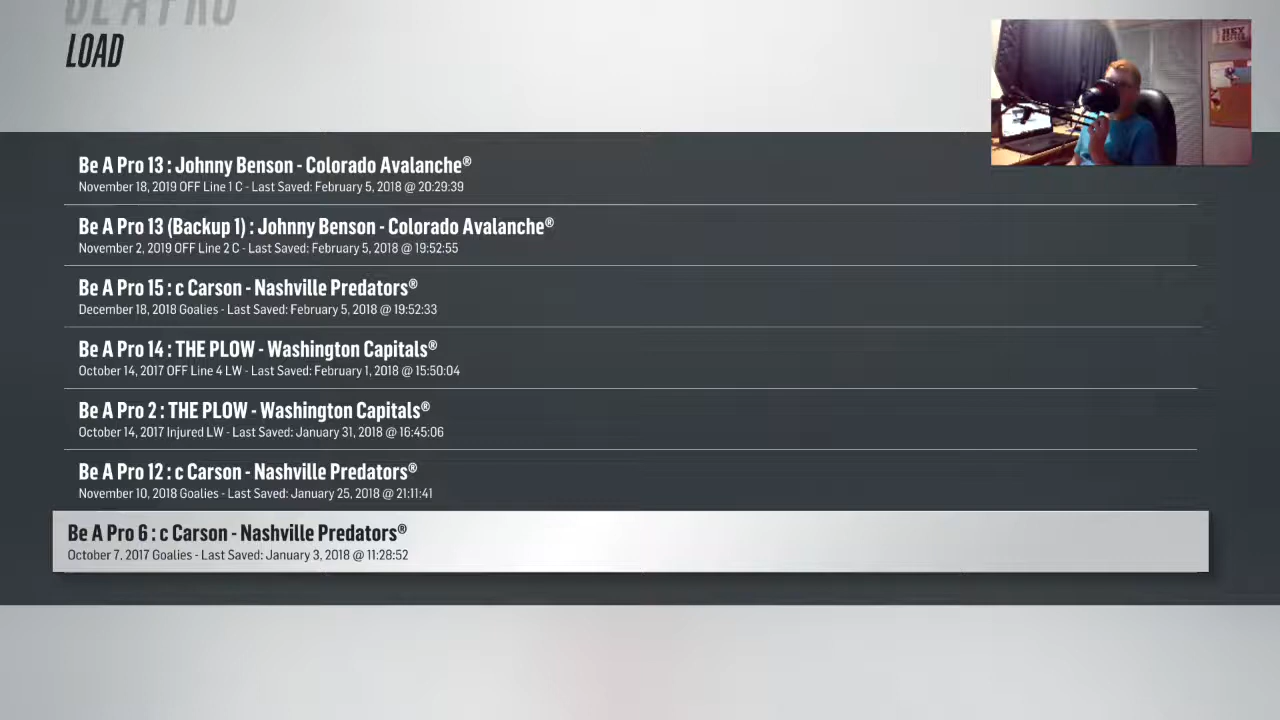 BE A PRO
LOAD
Be A Pro 13 : Johnny Benson - Colorado Avalanche®
November 18, 2019 OFF Line 1 C - Last Saved: February 5, 2018 @ 20:29:39
Be A Pro 13 (Backup 1) : Johnny Benson - Colorado Avalanche®
November 2, 2019 OFF Line 2 C - Last Saved: February 5, 2018 @ 19:52:55
Be A Pro 15 : c Carson - Nashville Predators®
December 18, 2018 Goalies - Last Saved: February 5, 2018 @ 19:52:33
Be A Pro 14 : THE PLOW - Washington Capitals®
October 14, 2017 OFF Line 4 LW - Last Saved: February 1, 2018 @ 15:50:04
Be A Pro 2 : THE PLOW - Washington Capitals®
October 14, 2017 Injured LW - Last Saved: January 31, 2018 @ 16:45:06
Be A Pro 12 : c Carson - Nashville Predators®
November 10, 2018 Goalies - Last Saved: January 25, 2018 @ 21:11:41
Be A Pro 6 : c Carson - Nashville Predators®
October 7, 2017 Goalies - Last Saved: January 3, 2018 @ 11:28:52
HEY